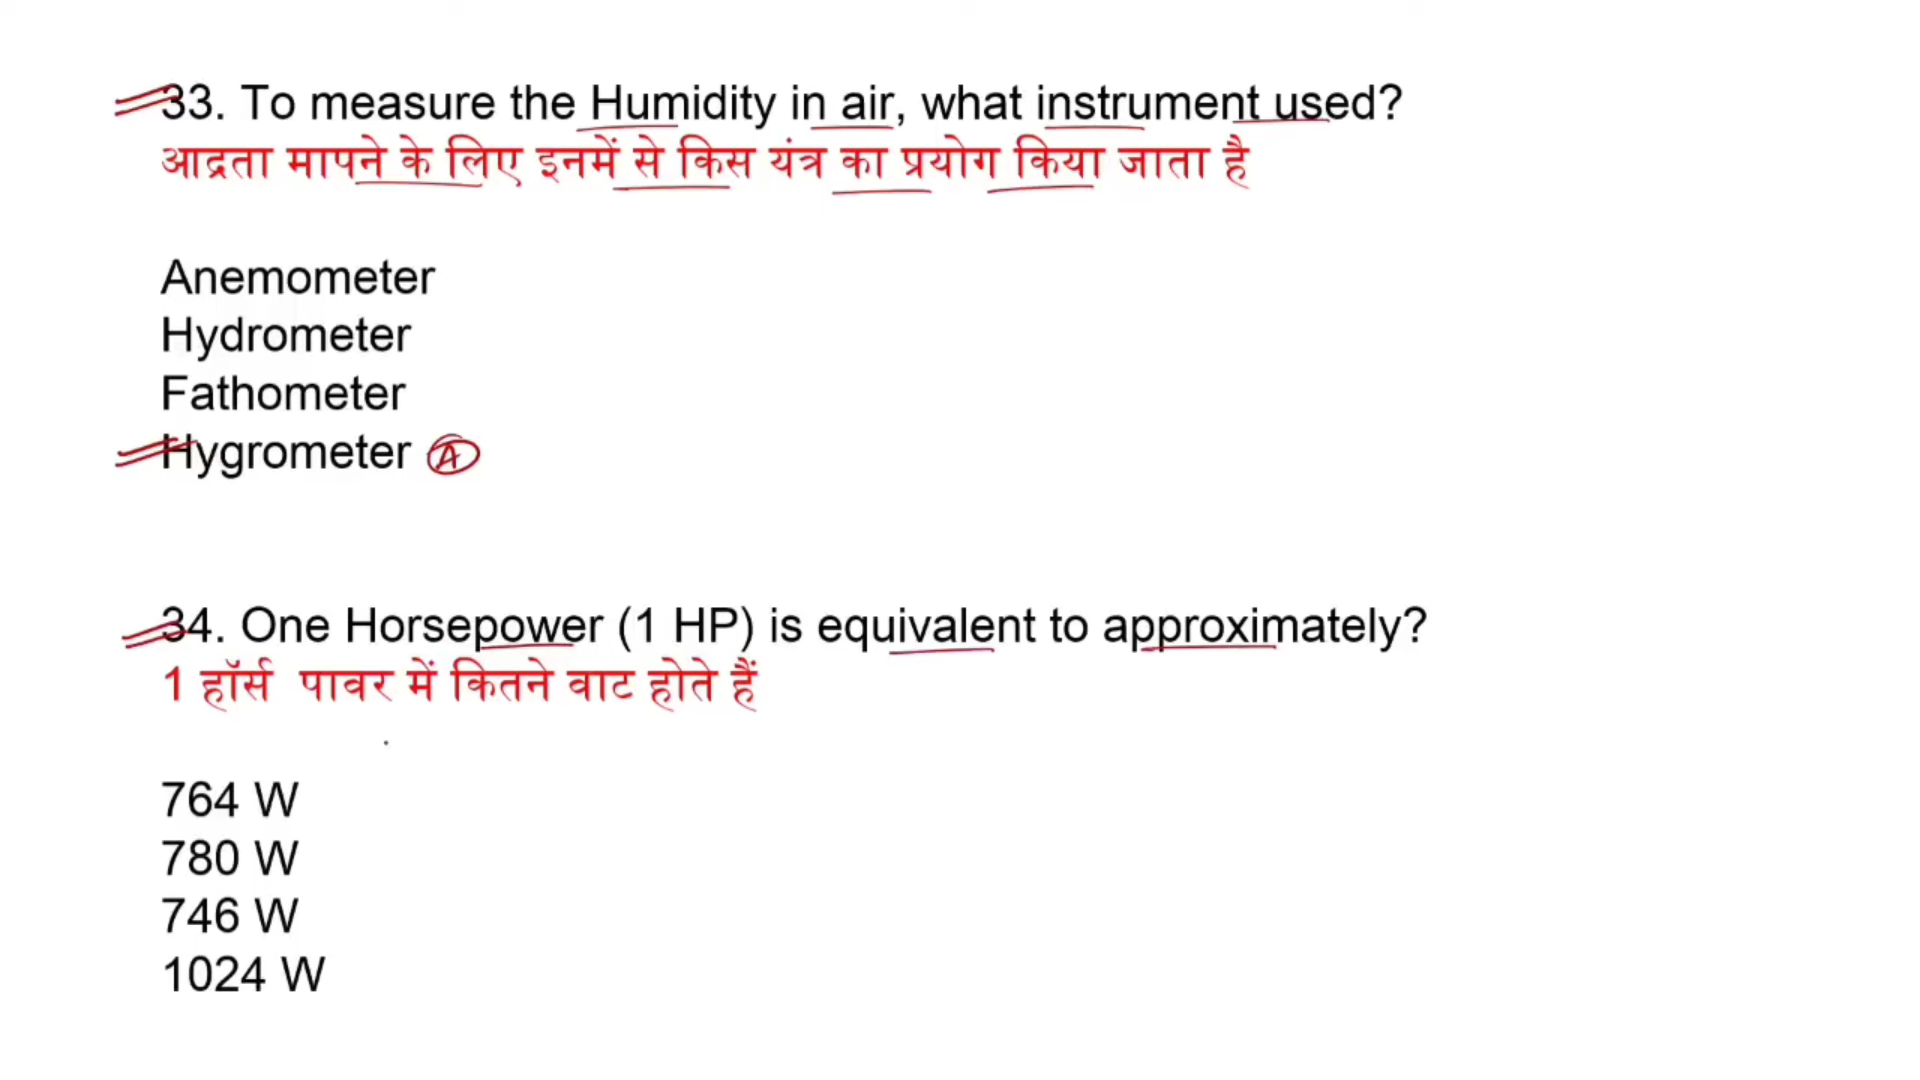 33. To measure the Humidity in air, what instrument used?
आद्रता मापने के लिए इनमें से किस यंत्र का प्रयोग किया जाता है
Anemometer
Hydrometer
Fathometer
Hygrometer A
34. One Horsepower (1 HP) is equivalent to approximately?
1 हॉर्स पावर में कितने वाट होते हैं
764 W
780 W
746 W
1024 W